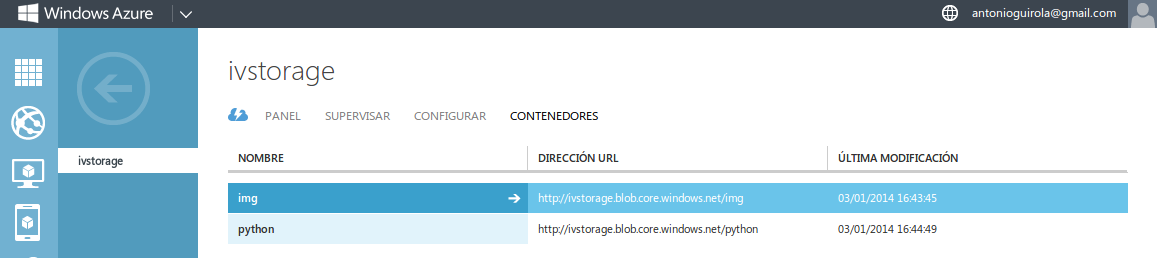 Windows Azure antonioguirola@gmail.com
ivstorage
PANEL SUPERVISAR CONFIGURAR CONTENEDORES
ivstorage
NOMBRE DIRECCIÓN URL ÚLTIMA MODIFICACIÓN
img http://ivstorage.blob.core.windows.net/img 03/01/2014 16:43:45
python http://ivstorage.blob.core.windows.net/python 03/01/2014 16:44:49